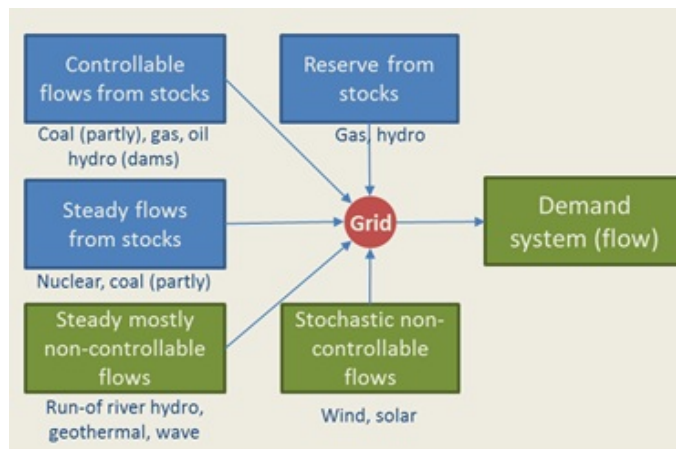 Controllable
flows from stocks
Coal (partly), gas, oil
hydro (dams)
Reserve from
stocks
Gas, hydro
Steady flows
from stocks
Nuclear, coal (partly)
Grid
Demand
system (flow)
Steady mostly
non-controllable
flows
Run-of river hydro,
geothermal, wave
Stochastic non-
controllable
flows
Wind, solar